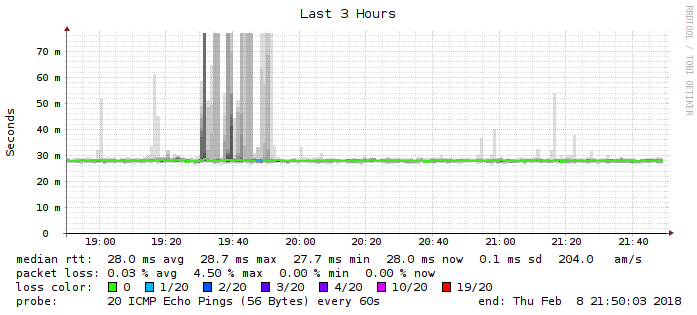 Last 3 Hours
RRDTOOL / TOBI OETIKER
Seconds
70 m
60 m
50 m
40 m
30 m
20 m
10 m
0
19:00 19:20 19:40 20:00 20:20 20:40 21:00 21:20 21:40
median rtt: 28.0 ms avg 28.7 ms max 27.7 ms min 28.0 ms now 0.1 ms sd 204.0 am/s
packet loss: 0.03 % avg 4.50 % max 0.00 % min 0.00 % now
loss color: 0 1/20 2/20 3/20 4/20 10/20 19/20
probe: 20 ICMP Echo Pings (56 Bytes) every 60s end: Thu Feb 8 21:50:03 2018